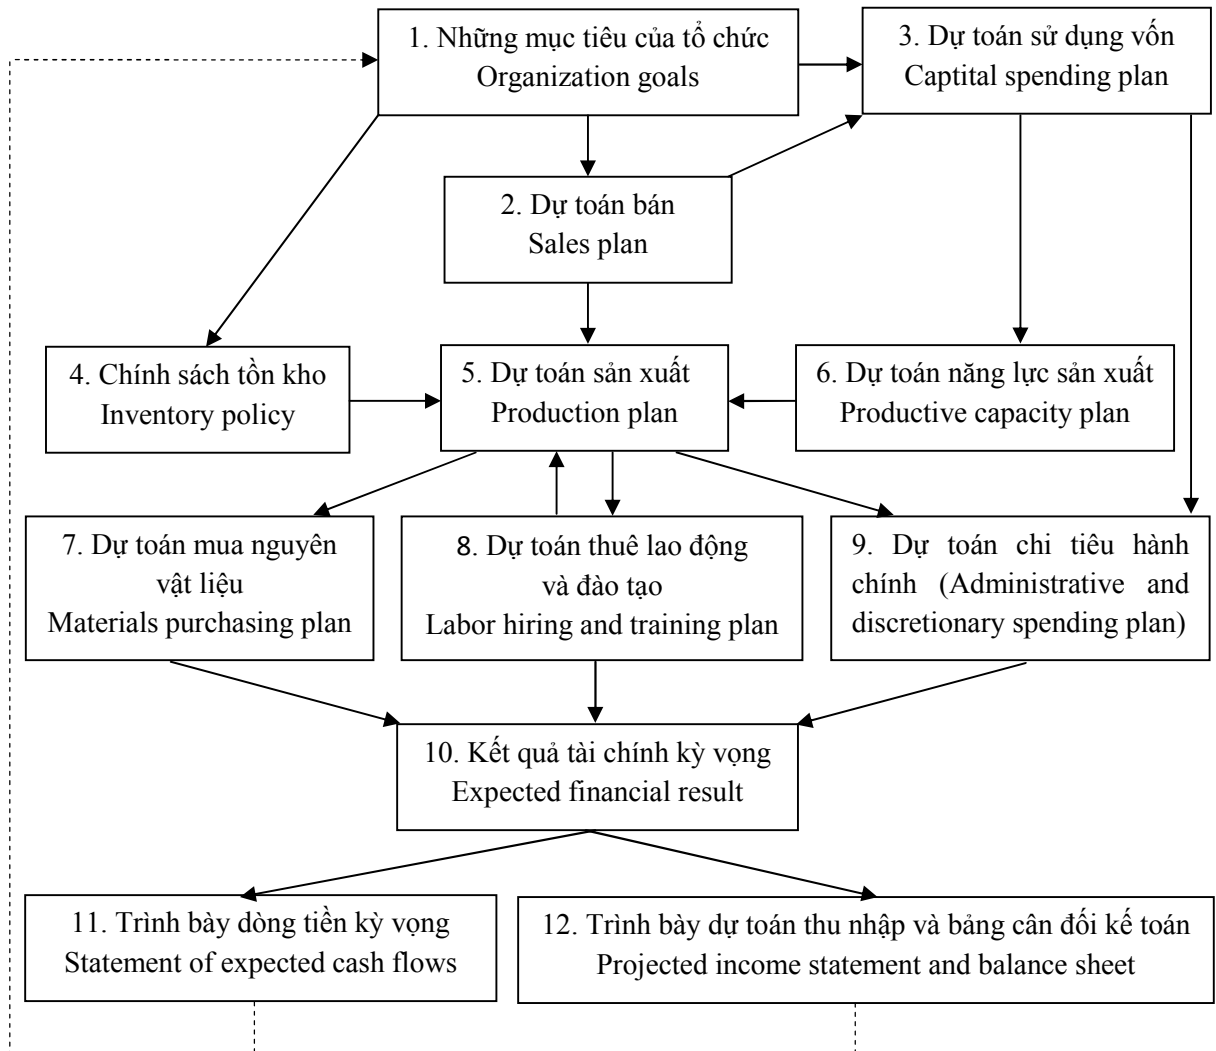 1. Những mục tiêu của tổ chức
Organization goals
3. Dự toán sử dụng vốn
Captital spending plan
2. Dự toán bán
Sales plan
4. Chính sách tồn kho
Inventory policy
5. Dự toán sản xuất
Production plan
6. Dự toán năng lực sản xuất
Productive capacity plan
7. Dự toán mua nguyên
vật liệu
Materials purchasing plan
8. Dự toán thuê lao động
và đào tạo
Labor hiring and training plan
9. Dự toán chi tiêu hành
chính (Administrative and
discretionary spending plan)
10. Kết quả tài chính kỳ vọng
Expected financial result
11. Trình bày dòng tiền kỳ vọng
Statement of expected cash flows
12. Trình bày dự toán thu nhập và bảng cân đối kế toán
Projected income statement and balance sheet